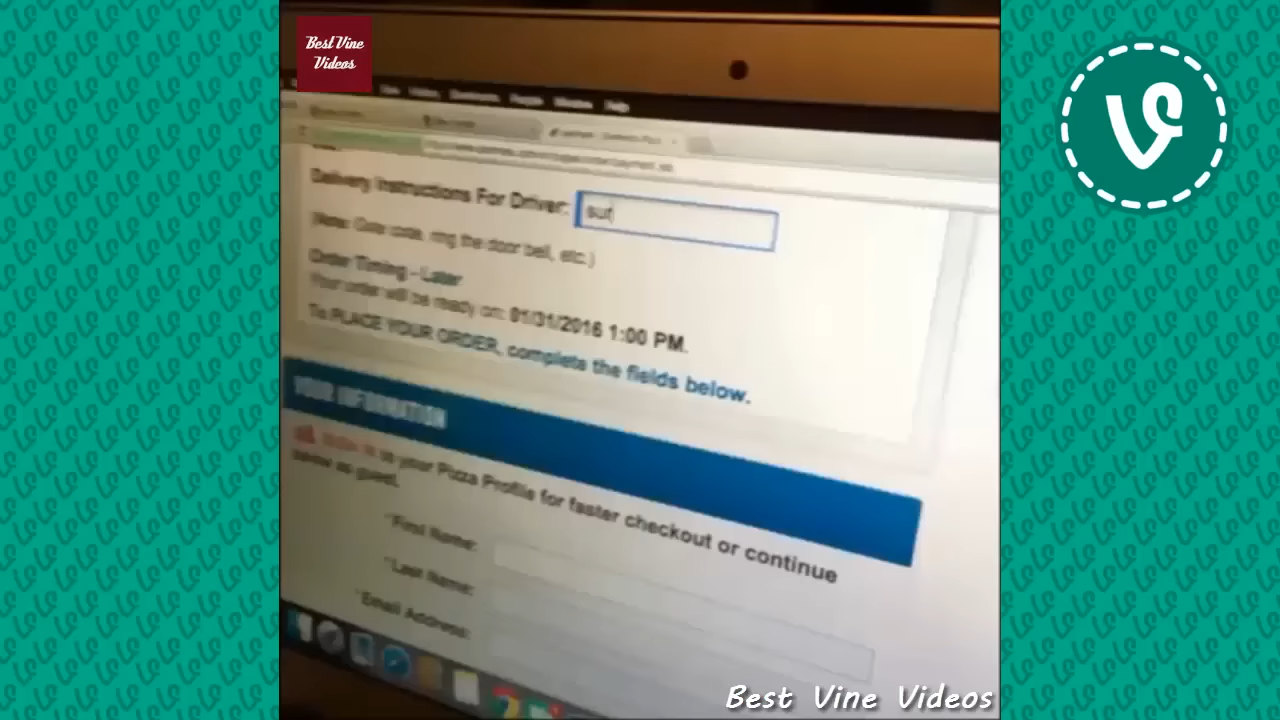 Best Vine
Videos
Window Help
Delivery Instructions For Driver: sur
(Note: Gate code, ring the door bell, etc.)
Order Timing - Later
Your order will be ready on: 01/31/2016 1:00 PM.
To PLACE YOUR ORDER, complete the fields below.
YOUR INFORMATION
to your Pizza Profile for faster checkout or continue
below as guest.
*First Name:
*Last Name:
*Email Address:
Best Vine Videos